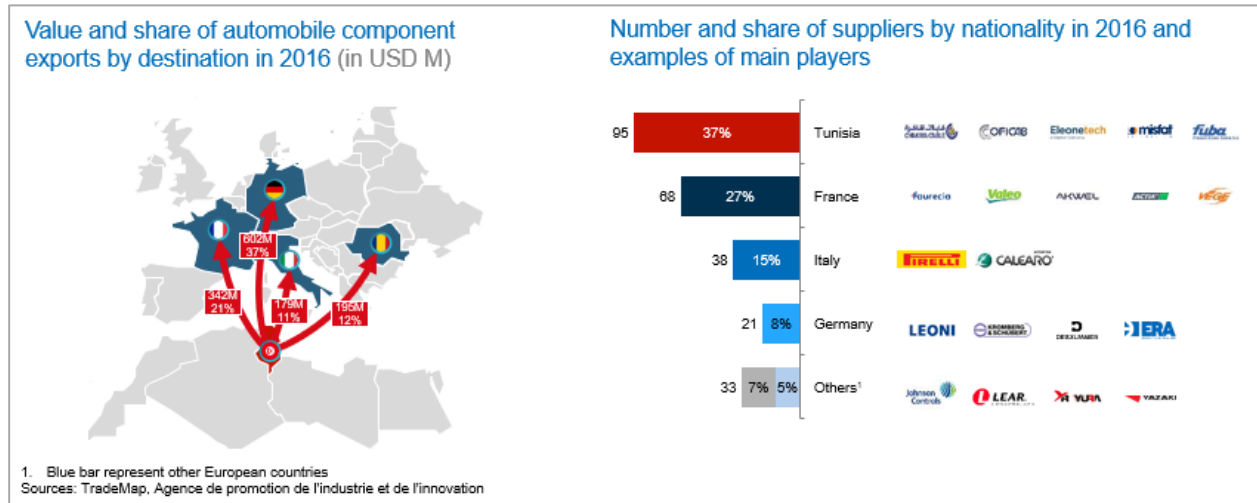 Value and share of automobile component
exports by destination in 2016 (in USD M)
602M
37%
342M
21%
179M
11%
195M
12%
Number and share of suppliers by nationality in 2016 and
examples of main players
95 37% Tunisia COFICAB Eleonetech misfat fuba
68 27% France faurecia Valeo AKWEL VEGE
38 15% Italy PIRELLI CALEARO
21 8% Germany LEONI KROMBERG & SCHUBERT DRÄXLMAIER ERA
33 7% 5% Others¹ Johnson Controls LEAR YURA YAZAKI
1. Blue bar represent other European countries
Sources: TradeMap, Agence de promotion de l'industrie et de l'innovation